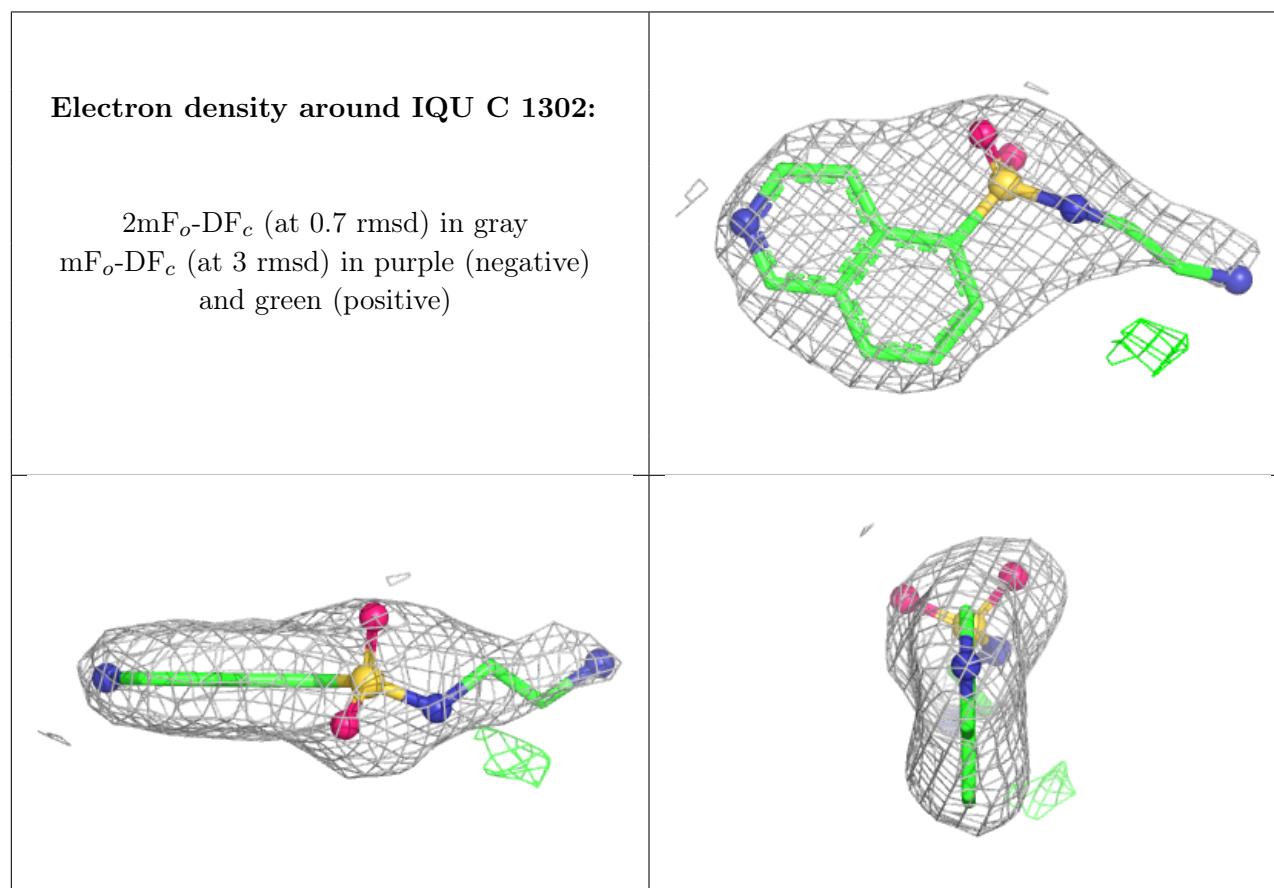 Electron density around IQU C 1302:
2mFo-DFc (at 0.7 rmsd) in gray
mFo-DFc (at 3 rmsd) in purple (negative)
and green (positive)